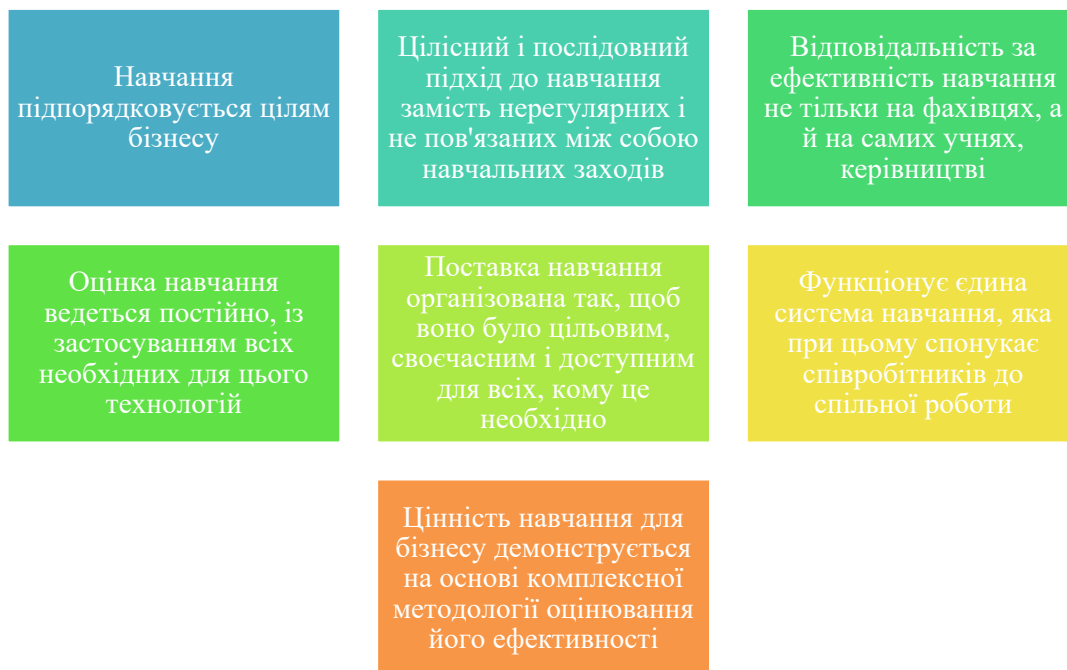 Навчання
підпорядковується цілям
бізнесу
Цілісний і послідовний
підхід до навчання
замість нерегулярних і
не пов'язаних між собою
навчальних заходів
Відповідальність за
ефективність навчання
не тільки на фахівцях, а
й на самих учнях,
керівництві
Оцінка навчання
ведеться постійно, із
застосуванням всіх
необхідних для цього
технологій
Поставка навчання
організована так, щоб
воно було цільовим,
своєчасним і доступним
для всіх, кому це
необхідно
Функціонує єдина
система навчання, яка
при цьому спонукає
співробітників до
спільної роботи
Цінність навчання для
бізнесу демонструється
на основі комплексної
методології оцінювання
його ефективності